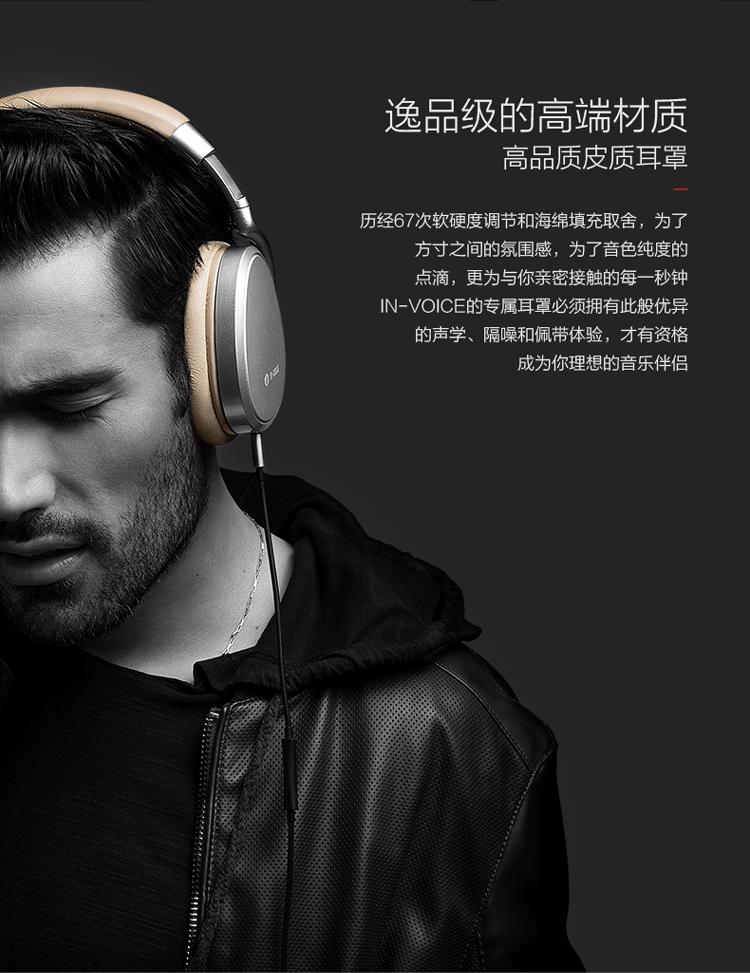 逸品级的高端材质
高品质皮质耳罩
历经67次软硬度调节和海绵填充取舍，为了
方寸之间的氛围感，为了音色纯度的
点滴，更为与你亲密接触的每一秒钟
IN-VOICE的专属耳罩必须拥有此般优异
的声学、隔噪和佩带体验，才有资格
成为你理想的音乐伴侣